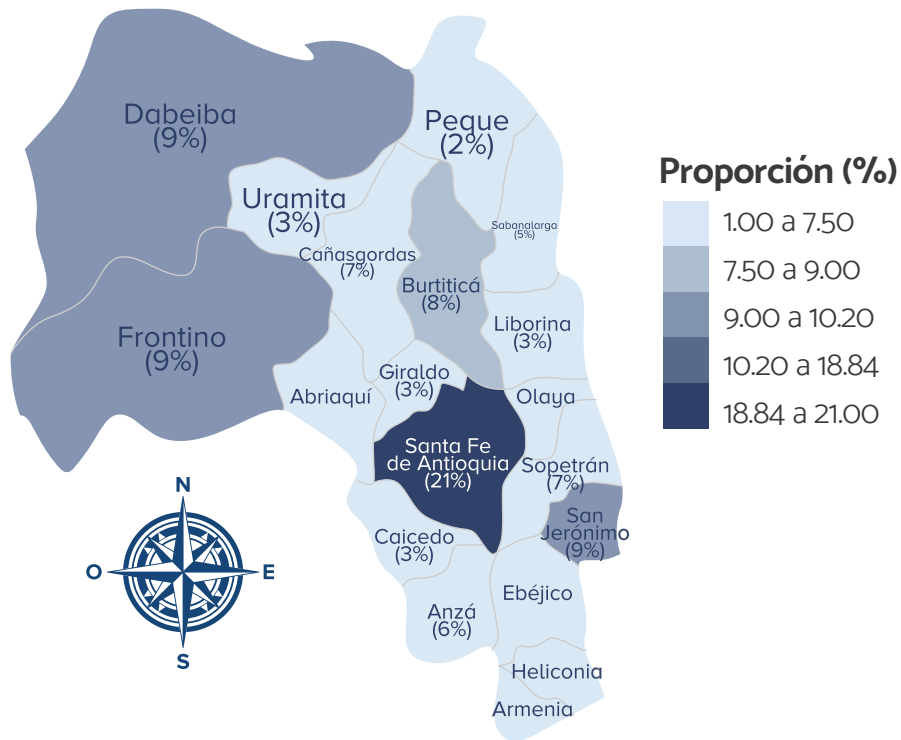 Dabeiba
(9%)
Peque
(2%)
Uramita
(3%)
Sabanalarga
(5%)
Cañasgordas
(7%)
Burtiticá
(8%)
Liborina
(3%)
Frontino
(9%)
Giraldo
(3%)
Abriaquí
Olaya
Santa Fe
de Antioquia
(21%)
Sopetrán
(7%)
San
Jerónimo
(9%)
Caicedo
(3%)
Ebéjico
Anzá
(6%)
Heliconia
Armenia
N
O
E
S
Proporción (%)
1.00 a 7.50
7.50 a 9.00
9.00 a 10.20
10.20 a 18.84
18.84 a 21.00